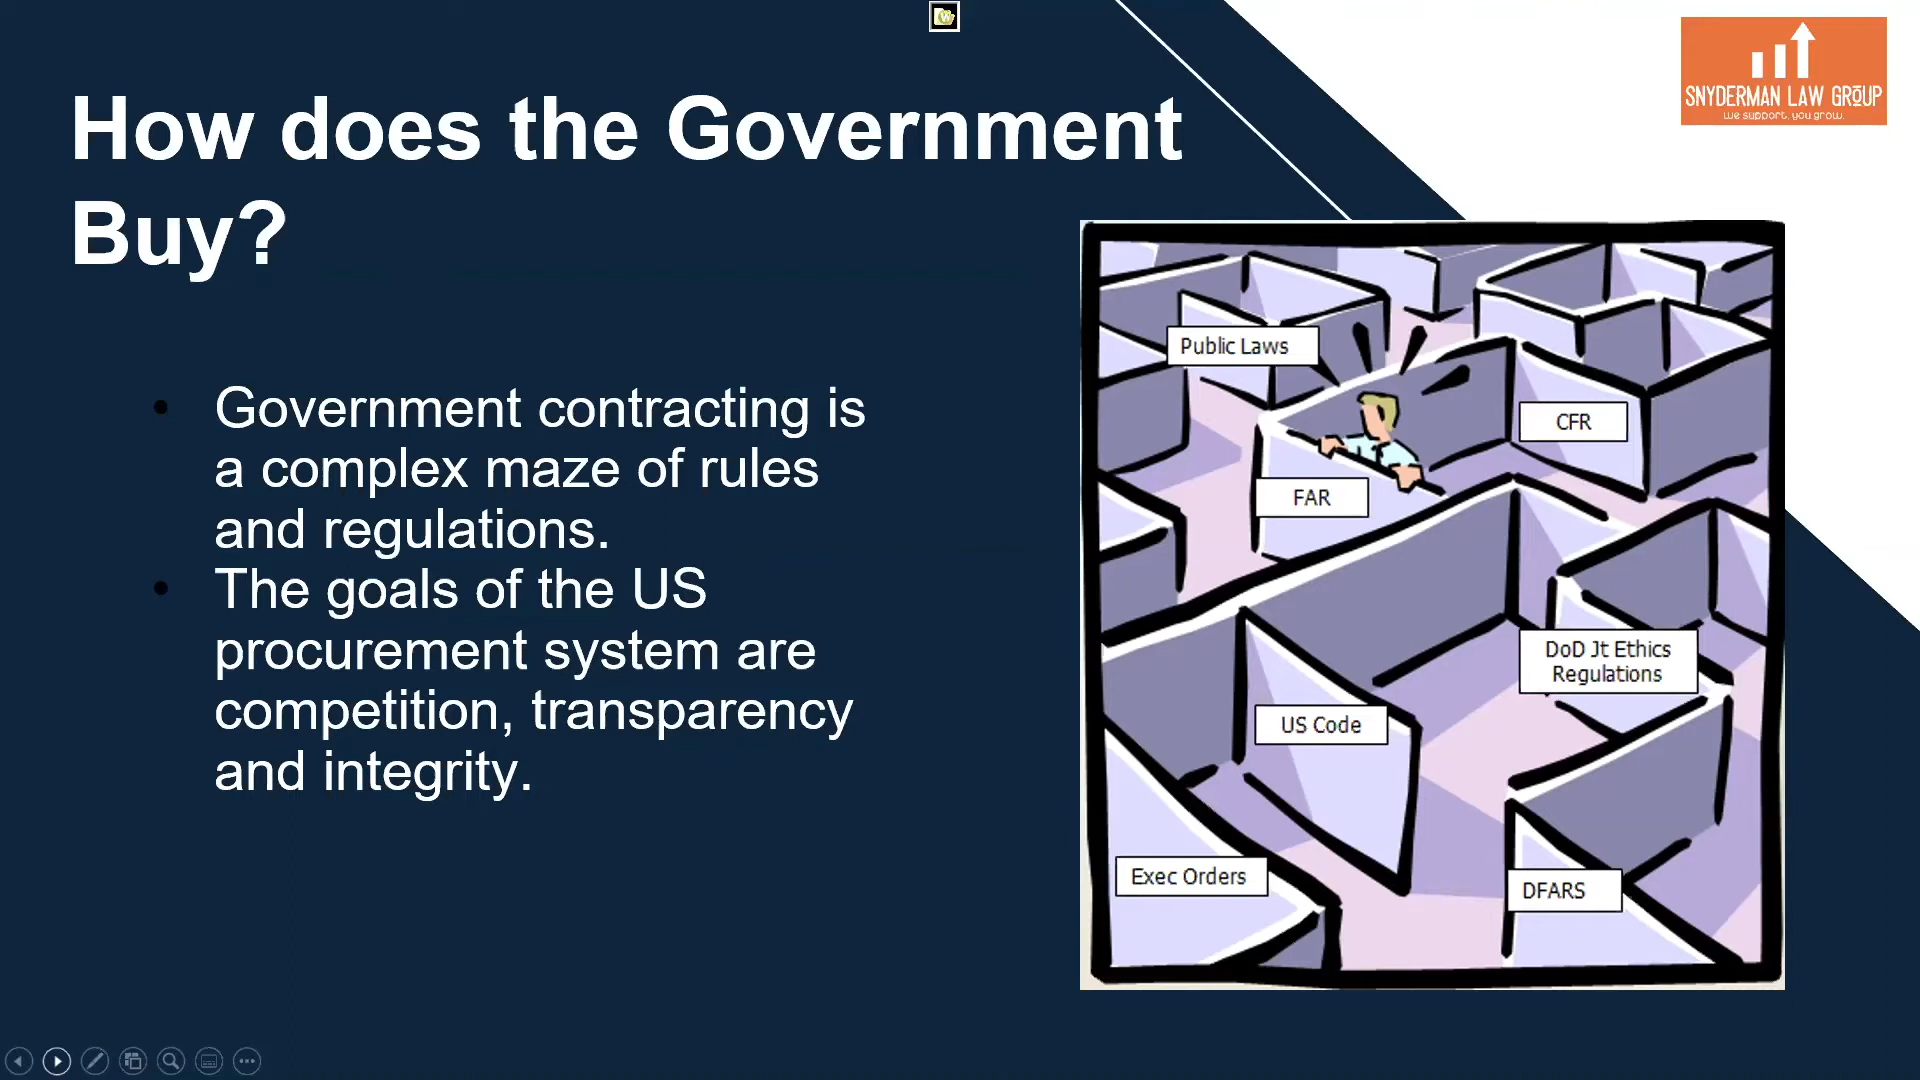 SNYDERMAN LAW GROUP
we support, you grow.
How does the Government
Buy?
• Government contracting is
a complex maze of rules
and regulations.
• The goals of the US
procurement system are
competition, transparency
and integrity.
Public Laws
CFR
FAR
DoD Jt Ethics
Regulations
US Code
Exec Orders
DFARS